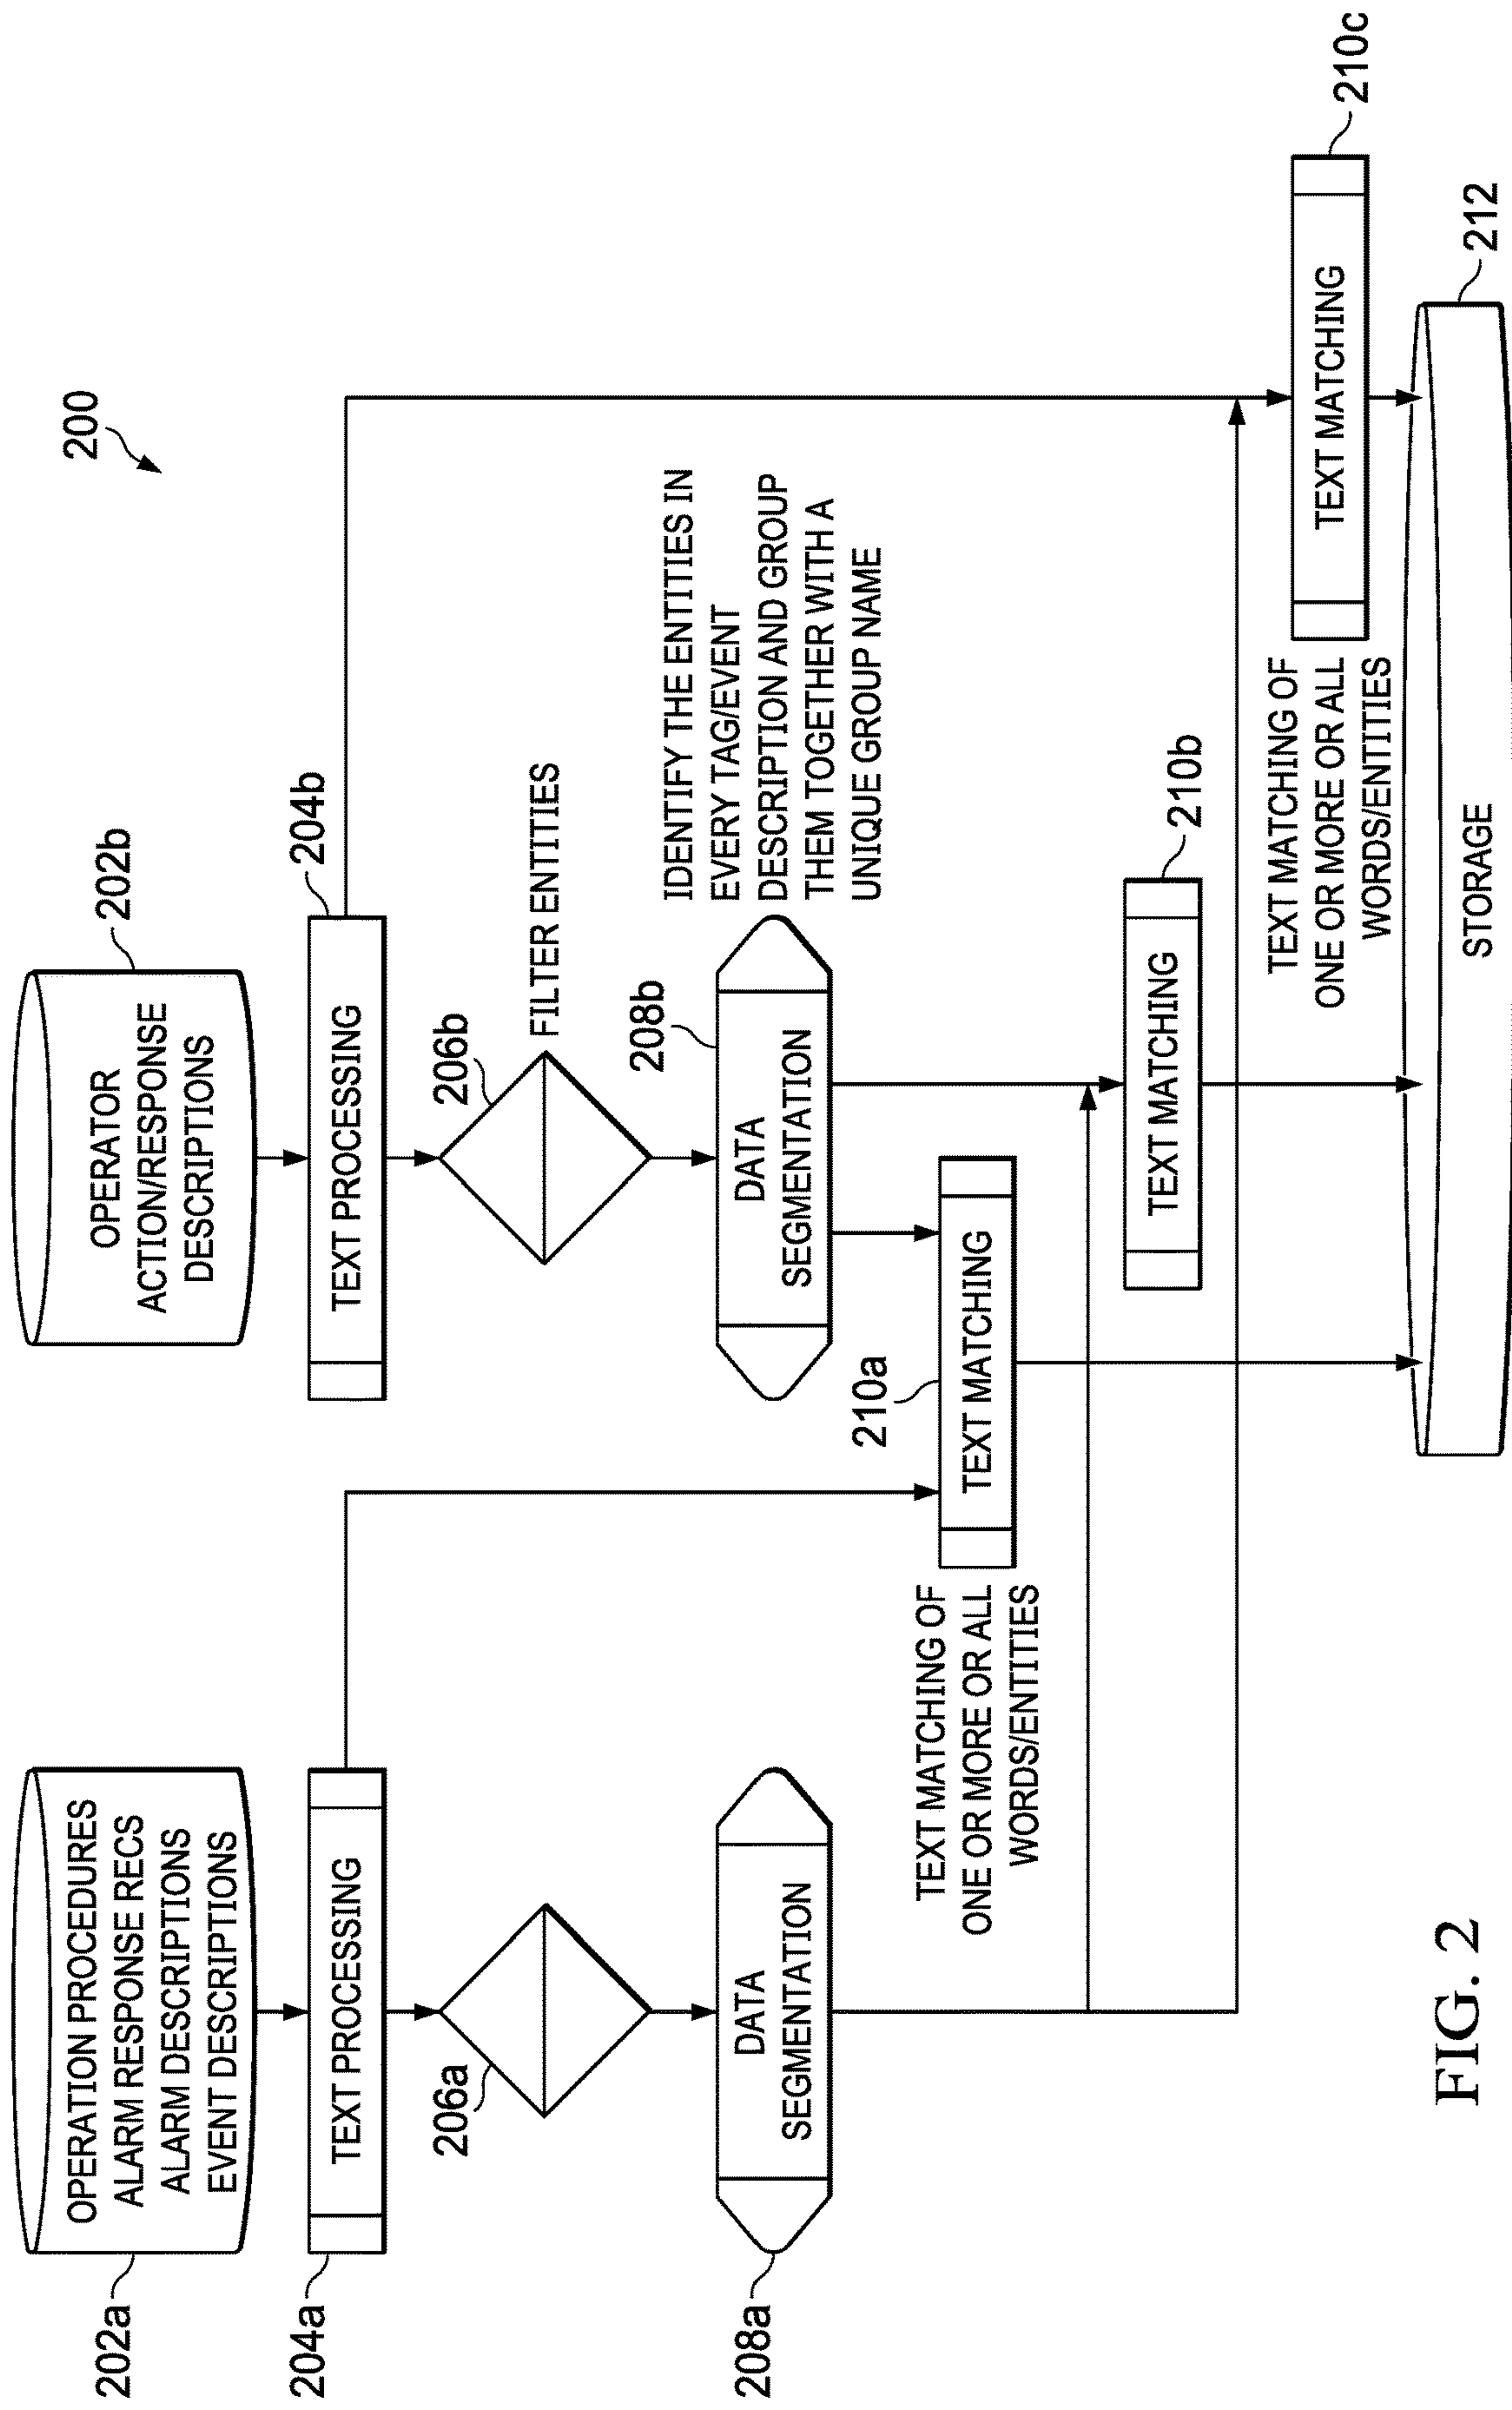 200
202a
OPERATION PROCEDURES
ALARM RESPONSE RECS
ALARM DESCRIPTIONS
EVENT DESCRIPTIONS
OPERATOR
ACTION/RESPONSE
DESCRIPTIONS
202b
204a
TEXT PROCESSING
TEXT PROCESSING
204b
206a
206b
FILTER ENTITIES
208a
DATA
SEGMENTATION
208b
DATA
SEGMENTATION
IDENTIFY THE ENTITIES IN
EVERY TAG/EVENT
DESCRIPTION AND GROUP
THEM TOGETHER WITH A
UNIQUE GROUP NAME
210a
TEXT MATCHING
TEXT MATCHING OF
ONE OR MORE OR ALL
WORDS/ENTITIES
TEXT MATCHING
210b
TEXT MATCHING
210c
TEXT MATCHING OF
ONE OR MORE OR ALL
WORDS/ENTITIES
STORAGE
212
FIG. 2